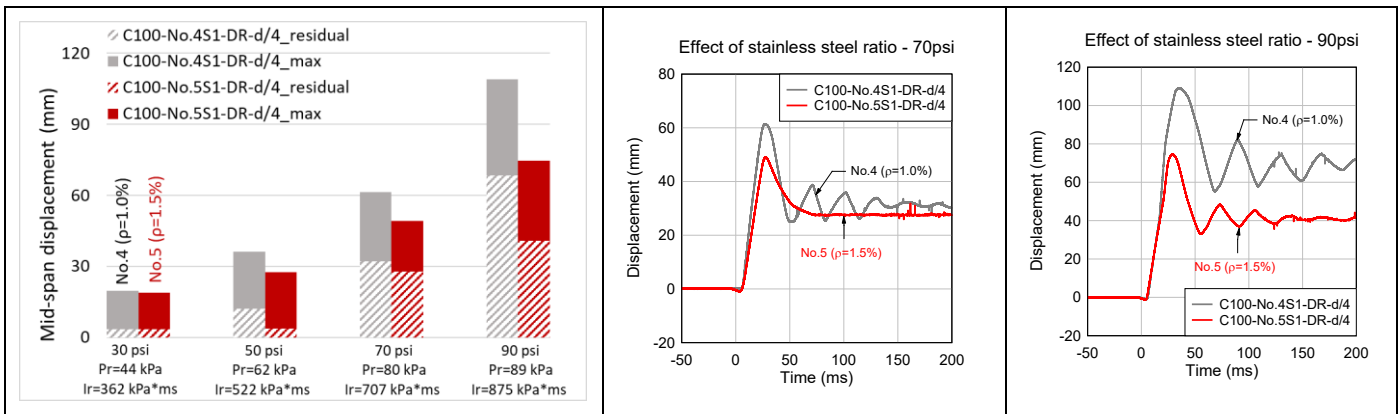 120
90
60
30
0
Mid-span displacement (mm)
C100-No.4S1-DR-d/4_residual
C100-No.4S1-DR-d/4_max
C100-No.5S1-DR-d/4_residual
C100-No.5S1-DR-d/4_max
No.4 (ρ=1.0%)
No.5 (ρ=1.5%)
30 psi
Pr=44 kPa
Ir=362 kPa*ms
50 psi
Pr=62 kPa
Ir=522 kPa*ms
70 psi
Pr=80 kPa
Ir=707 kPa*ms
90 psi
Pr=89 kPa
Ir=875 kPa*ms
Effect of stainless steel ratio - 70psi
80
60
40
20
0
-20
Displacement (mm)
C100-No.4S1-DR-d/4
C100-No.5S1-DR-d/4
No.4 (ρ=1.0%)
No.5 (ρ=1.5%)
-50 0 50 100 150 200
Time (ms)
Effect of stainless steel ratio - 90psi
120
100
80
60
40
20
0
-20
Displacement (mm)
No.4 (ρ=1.0%)
No.5 (ρ=1.5%)
C100-No.4S1-DR-d/4
C100-No.5S1-DR-d/4
-50 0 50 100 150 200
Time (ms)